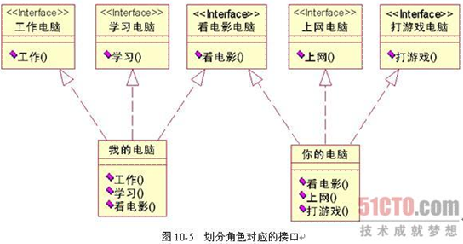 <<Interface>>
工作电脑
工作()
<<Interface>>
学习电脑
学习()
<<Interface>>
看电影电脑
看电影()
<<Interface>>
上网电脑
上网()
<<Interface>>
打游戏电脑
打游戏()
我的电脑
工作()
学习()
看电影()
你的电脑
看电影()
上网()
打游戏()
51CTO.com
技术成就梦想
图 10-5 划分角色对应的接口↵